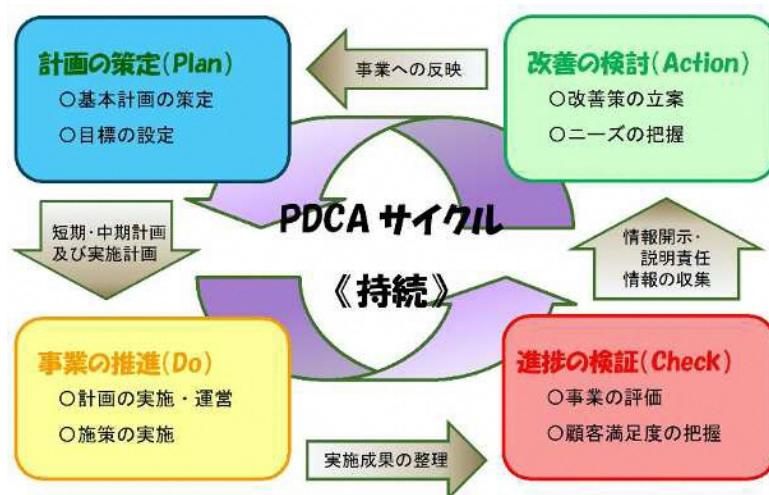 計画の策定(Plan)
○基本計画の策定
○目標の設定
事業への反映
改善の検討(Action)
○改善策の立案
○ニーズの把握
短期・中期計画
及び実施計画
PDCA サイクル
《持続》
情報開示・
説明責任
情報の収集
事業の推進(Do)
○計画の実施・運営
○施策の実施
実施成果の整理
進捗の検証(Check)
○事業の評価
○顧客満足度の把握